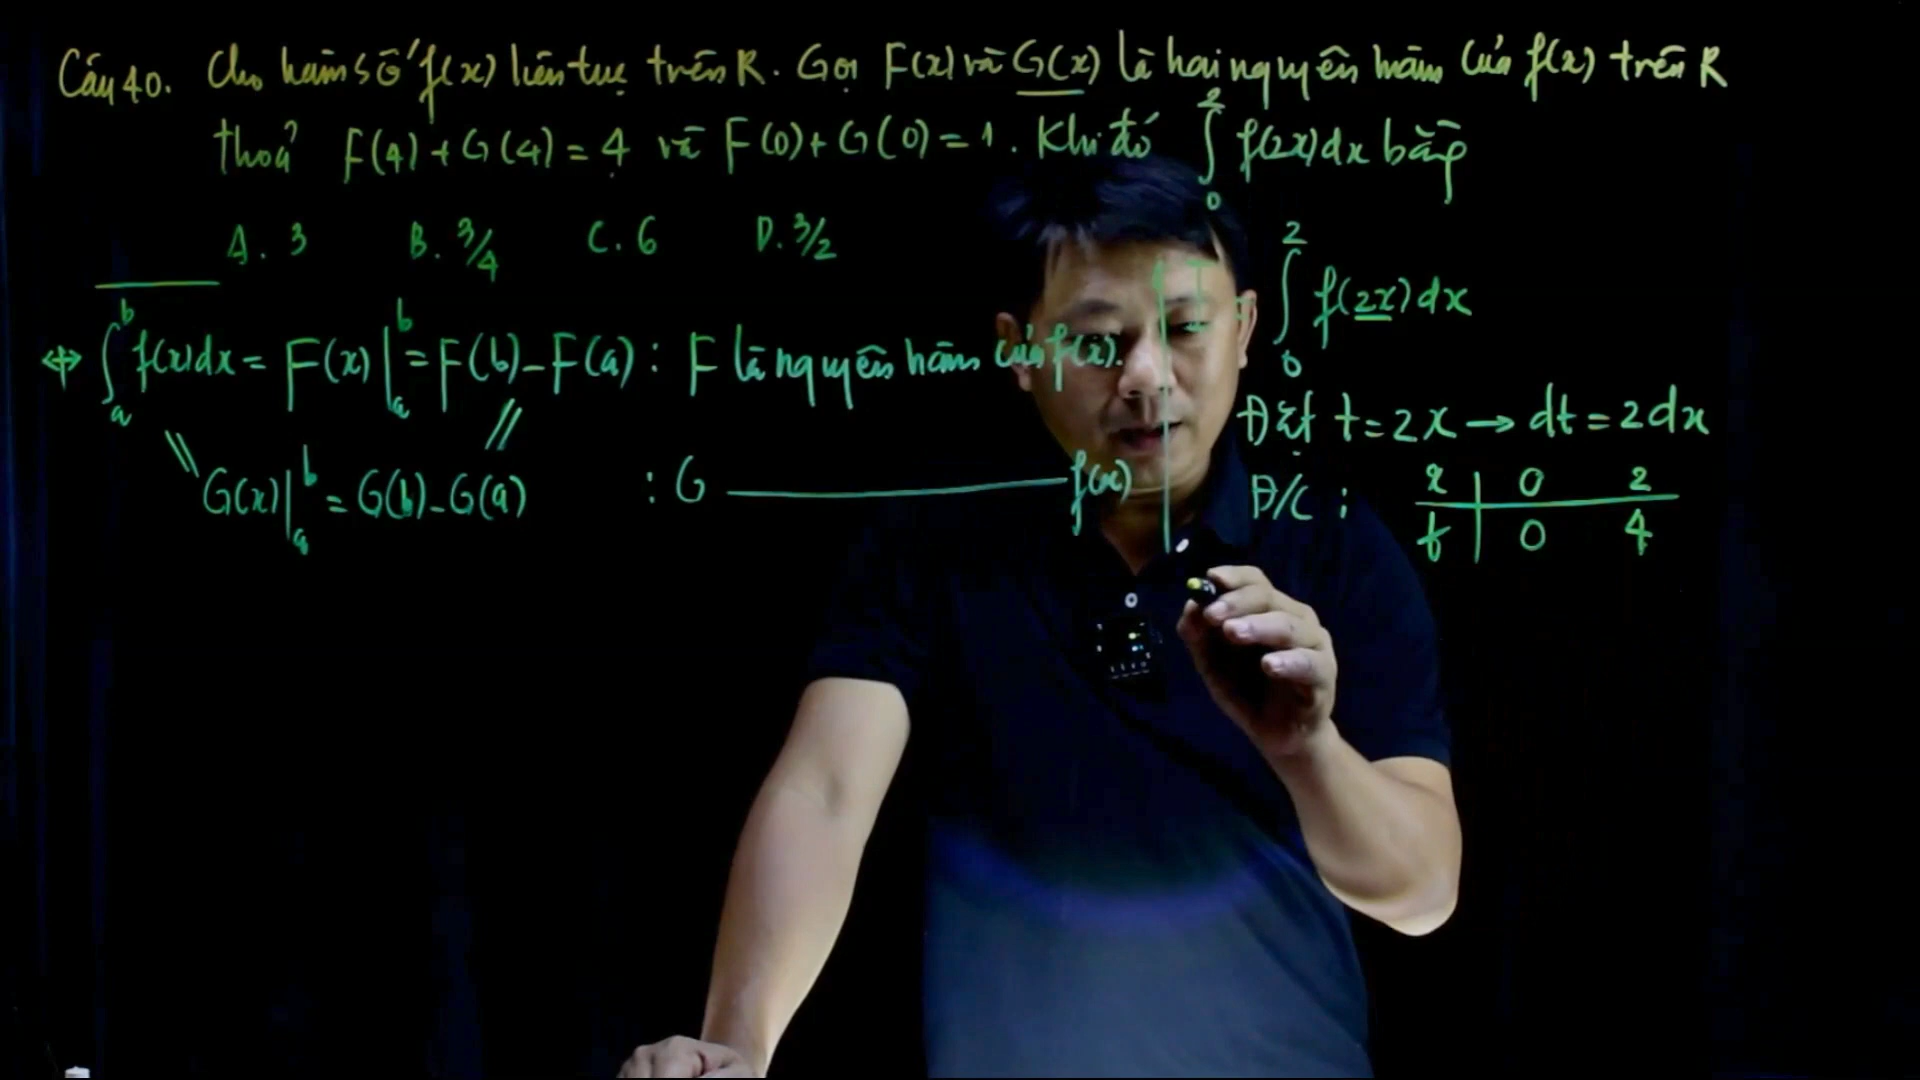 Câu 40. Cho hàm số f(x) liên tục trên R. Gọi F(x) và G(x) là hai nguyên hàm của f(x) trên R
thoả F(4) + G(4) = 4 và F(0) + G(0) = 1. Khi đó ∫₀² f(2x)dx bằng
A. 3 B. 3/4 C. 6 D. 3/2
∫ₐᵇ f(x)dx = F(x)|ₐᵇ = F(b) - F(a) : F là nguyên hàm của f(x).
G(x)|ₐᵇ = G(b) - G(a) : G ——— f(x)
I = ∫₀² f(2x)dx
Đặt t = 2x → dt = 2dx
Đ/C : x | 0 2
t | 0 4